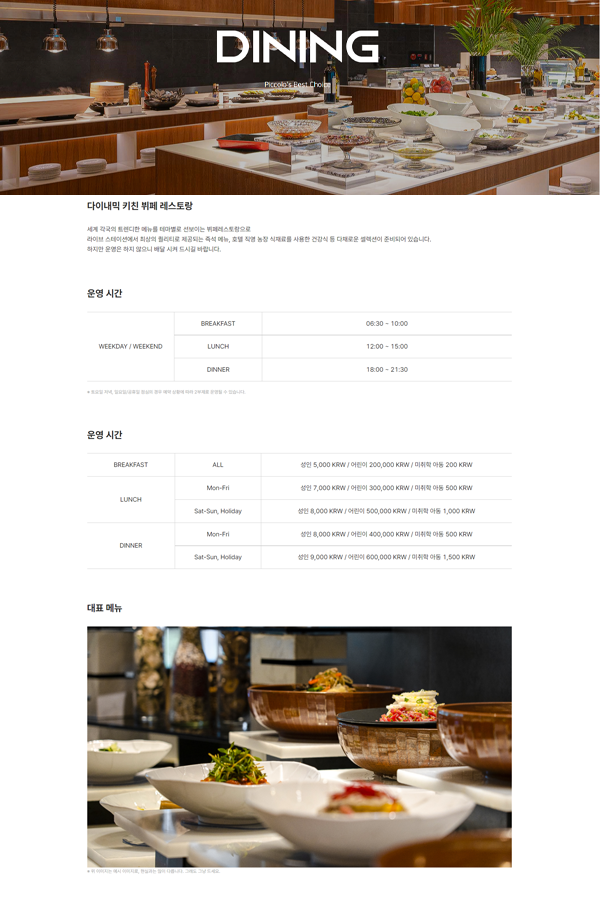 DINING
Piccolo's Best Choice
다이내믹 키친 뷔페 레스토랑
세계 각국의 트렌디한 메뉴를 테마별로 선보이는 뷔페레스토랑으로
라이브 스테이션에서 최상의 퀄리티로 제공되는 즉석 메뉴, 호텔 직영 농장 식재료를 사용한 건강식 등 다채로운 셀렉션이 준비되어 있습니다.
하지만 운영은 하지 않으니 배달 시켜 드시길 바랍니다.
운영 시간
WEEKDAY / WEEKEND
BREAKFAST 06:30 ~ 10:00
LUNCH 12:00 ~ 15:00
DINNER 18:00 ~ 21:30
운영 시간
BREAKFAST ALL 성인 5,000 KRW / 어린이 200,000 KRW / 미취학 아동 200 KRW
LUNCH
Mon-Fri 성인 7,000 KRW / 어린이 300,000 KRW / 미취학 아동 500 KRW
Sat-Sun, Holiday 성인 8,000 KRW / 어린이 500,000 KRW / 미취학 아동 1,000 KRW
DINNER
Mon-Fri 성인 8,000 KRW / 어린이 400,000 KRW / 미취학 아동 500 KRW
Sat-Sun, Holiday 성인 9,000 KRW / 어린이 600,000 KRW / 미취학 아동 1,500 KRW
대표 메뉴